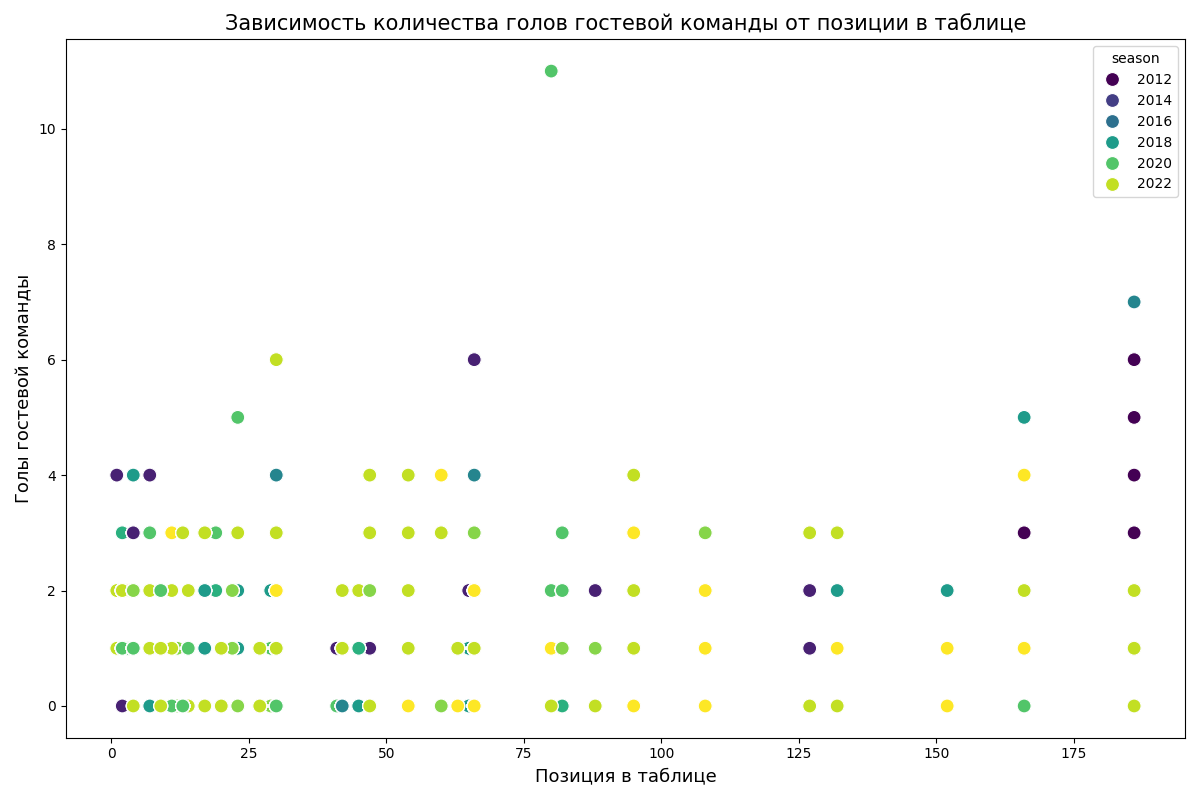 Зависимость количества голов гостевой команды от позиции в таблице
season
2012
2014
2016
2018
2020
2022
Голы гостевой команды
10
8
6
4
2
0
0 25 50 75 100 125 150 175
Позиция в таблице